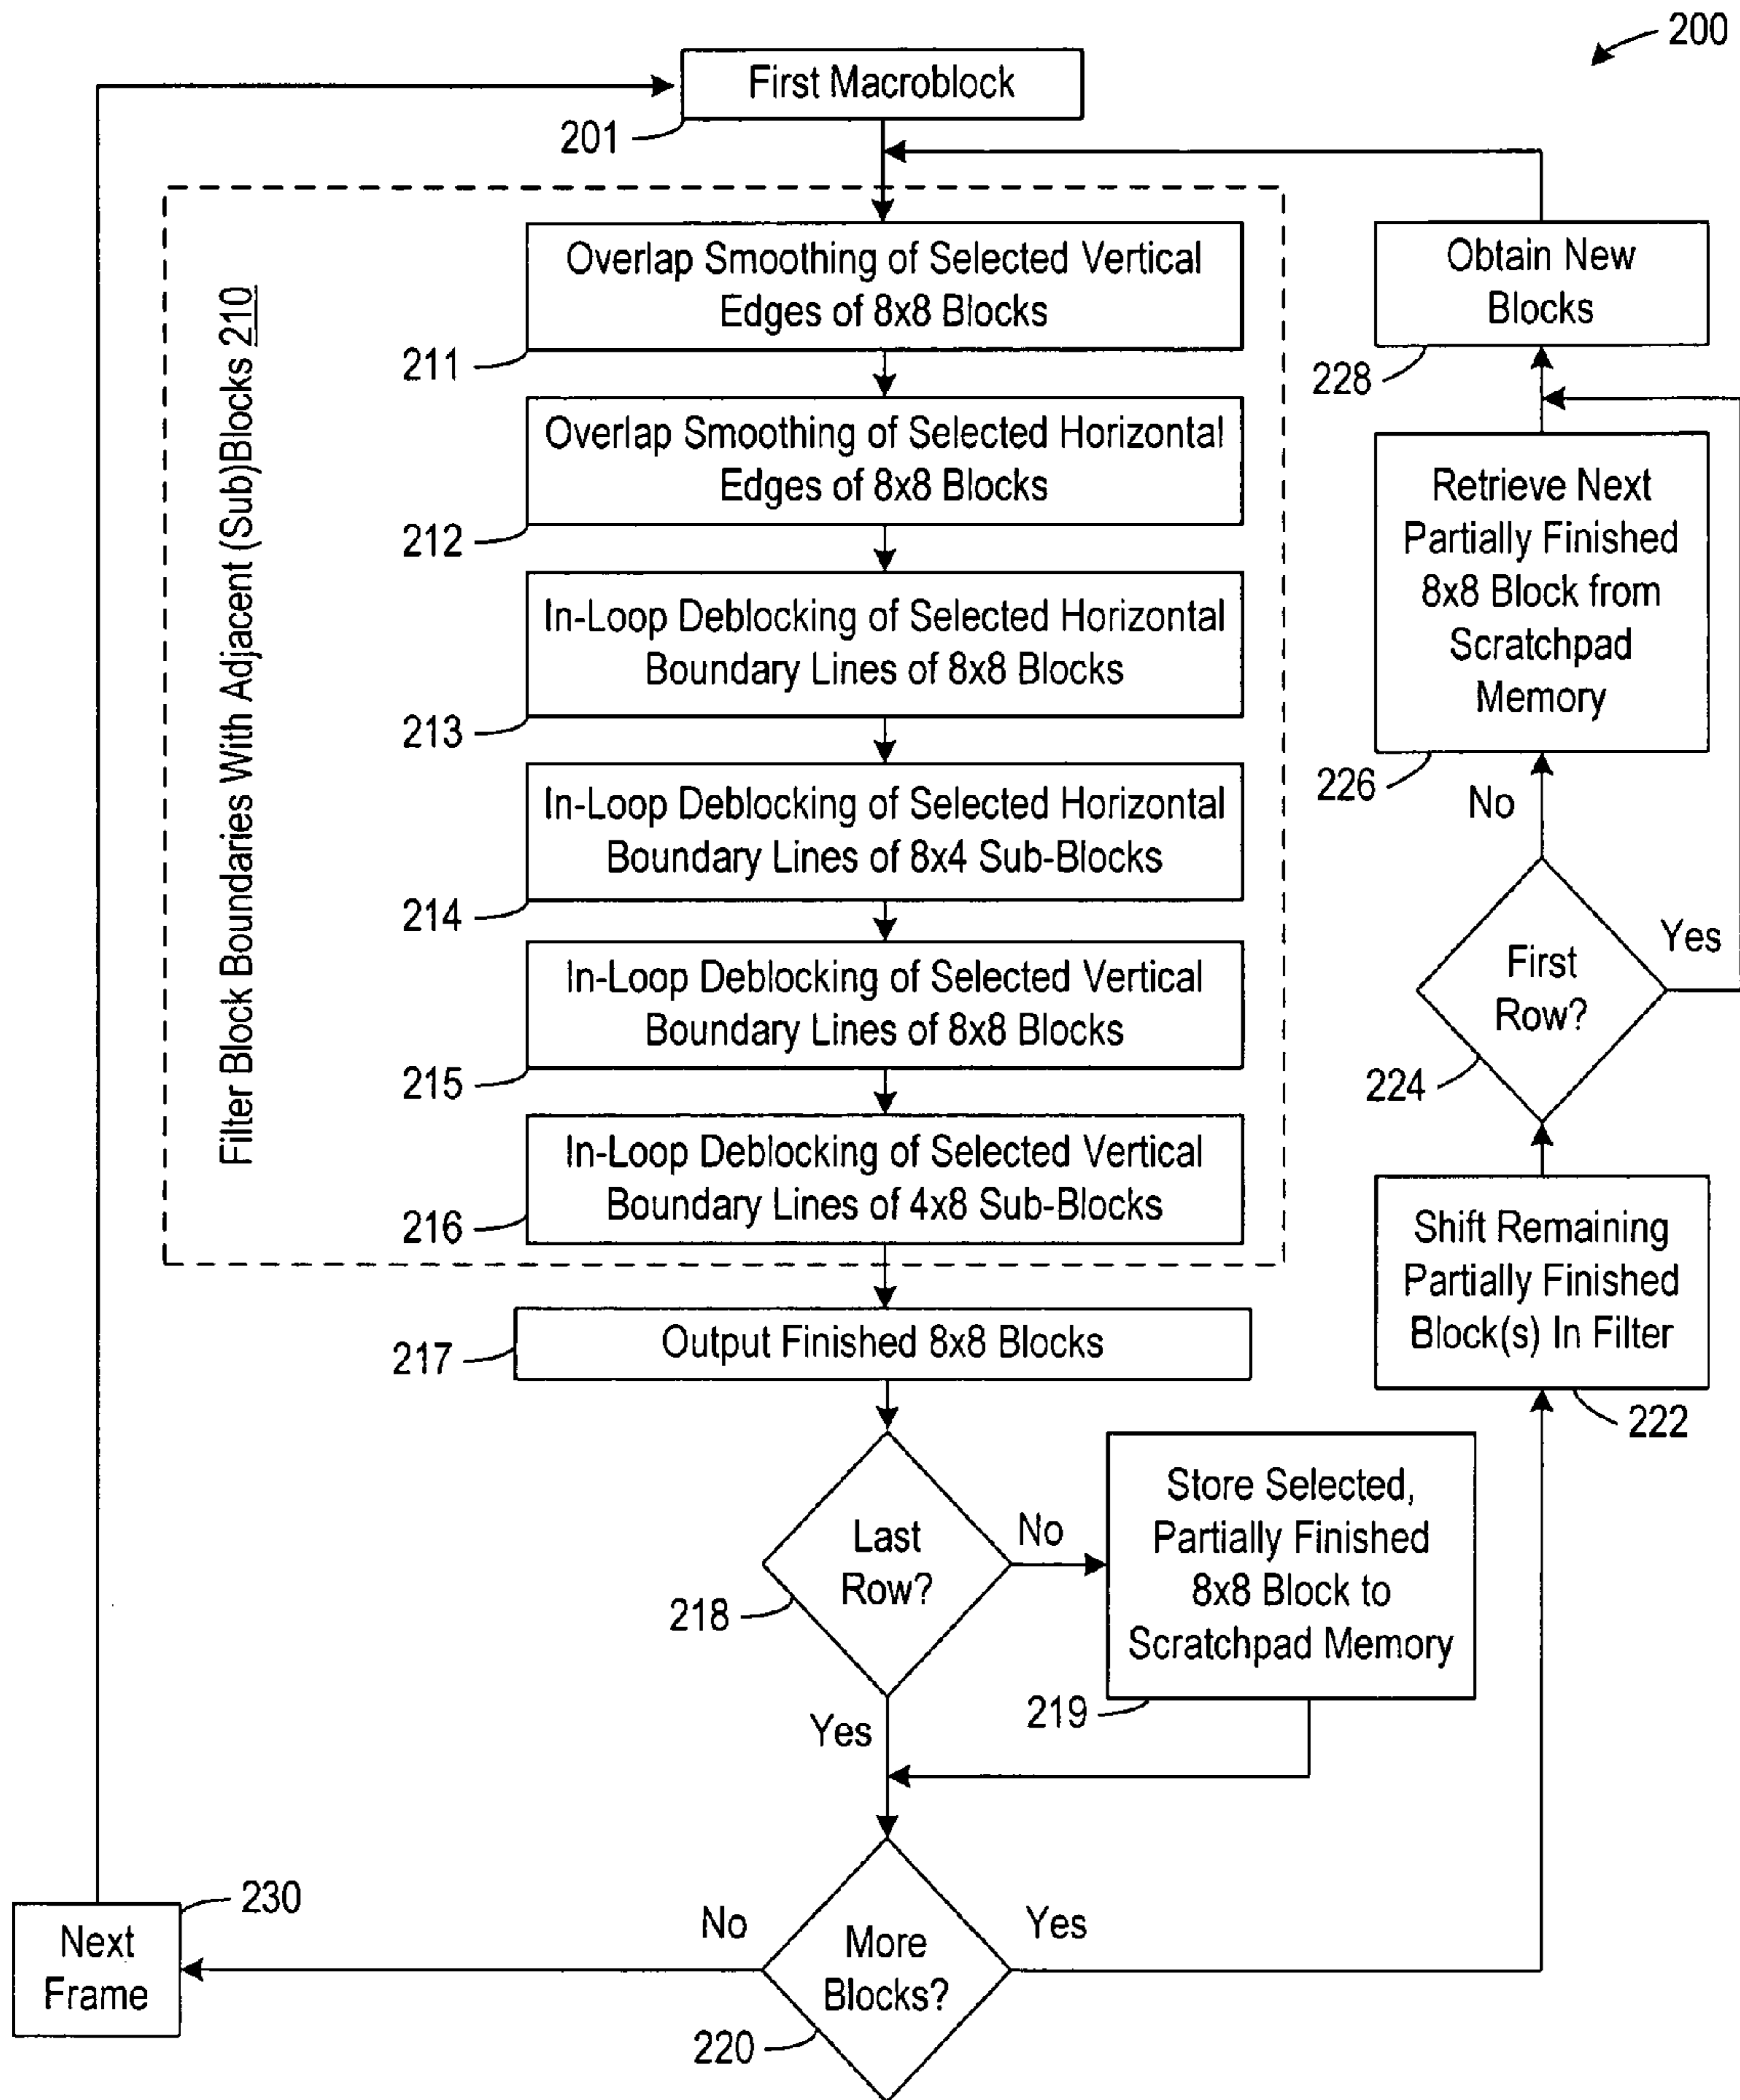 200
First Macroblock
201
Filter Block Boundaries With Adjacent (Sub)Blocks 210
Overlap Smoothing of Selected Vertical
Edges of 8x8 Blocks
211
Overlap Smoothing of Selected Horizontal
Edges of 8x8 Blocks
212
In-Loop Deblocking of Selected Horizontal
Boundary Lines of 8x8 Blocks
213
In-Loop Deblocking of Selected Horizontal
Boundary Lines of 8x4 Sub-Blocks
214
In-Loop Deblocking of Selected Vertical
Boundary Lines of 8x8 Blocks
215
In-Loop Deblocking of Selected Vertical
Boundary Lines of 4x8 Sub-Blocks
216
Output Finished 8x8 Blocks
217
Last
Row?
218
No
Yes
Store Selected,
Partially Finished
8x8 Block to
Scratchpad Memory
219
More
Blocks?
220
No
Yes
Next
Frame
230
Shift Remaining
Partially Finished
Block(s) In Filter
222
First
Row?
224
No
Yes
Retrieve Next
Partially Finished
8x8 Block from
Scratchpad
Memory
226
Obtain New
Blocks
228